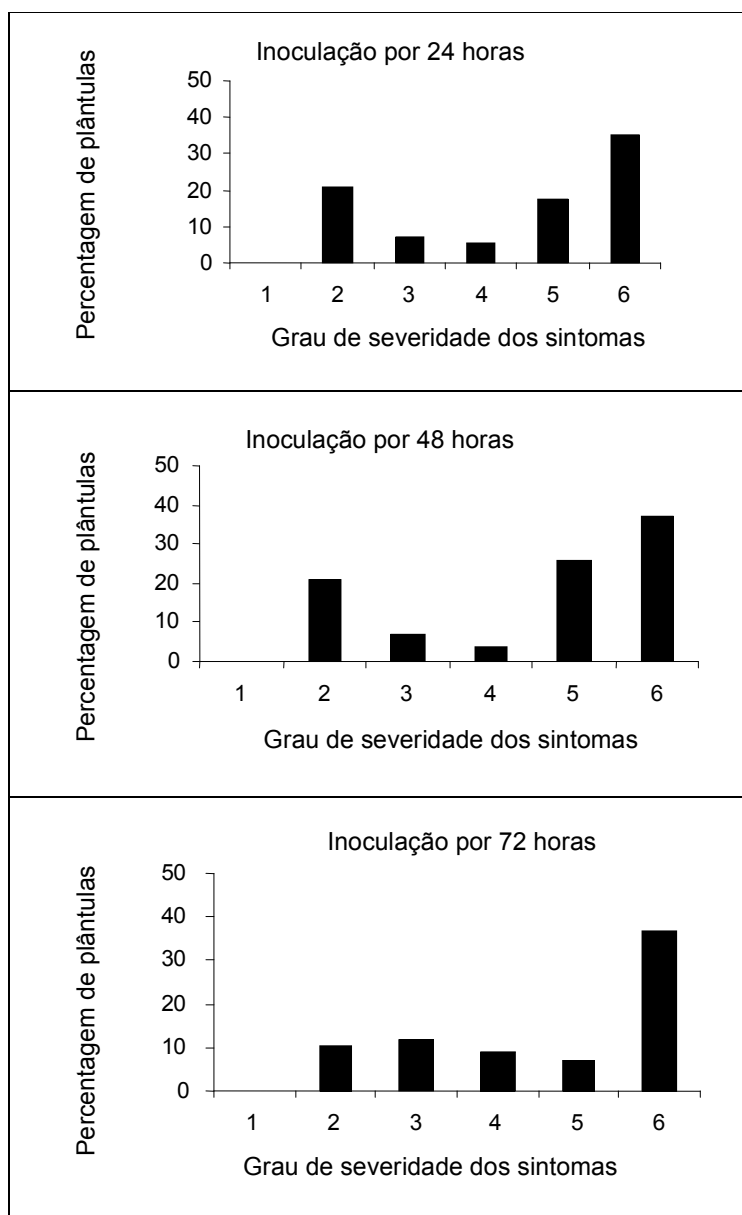 Inoculação por 24 horas
Percentagem de plântulas
50
40
30
20
10
0
1 2 3 4 5 6
Grau de severidade dos sintomas
Inoculação por 48 horas
Percentagem de plântulas
50
40
30
20
10
0
1 2 3 4 5 6
Grau de severidade dos sintomas
Inoculação por 72 horas
Percentagem de plântulas
50
40
30
20
10
0
1 2 3 4 5 6
Grau de severidade dos sintomas